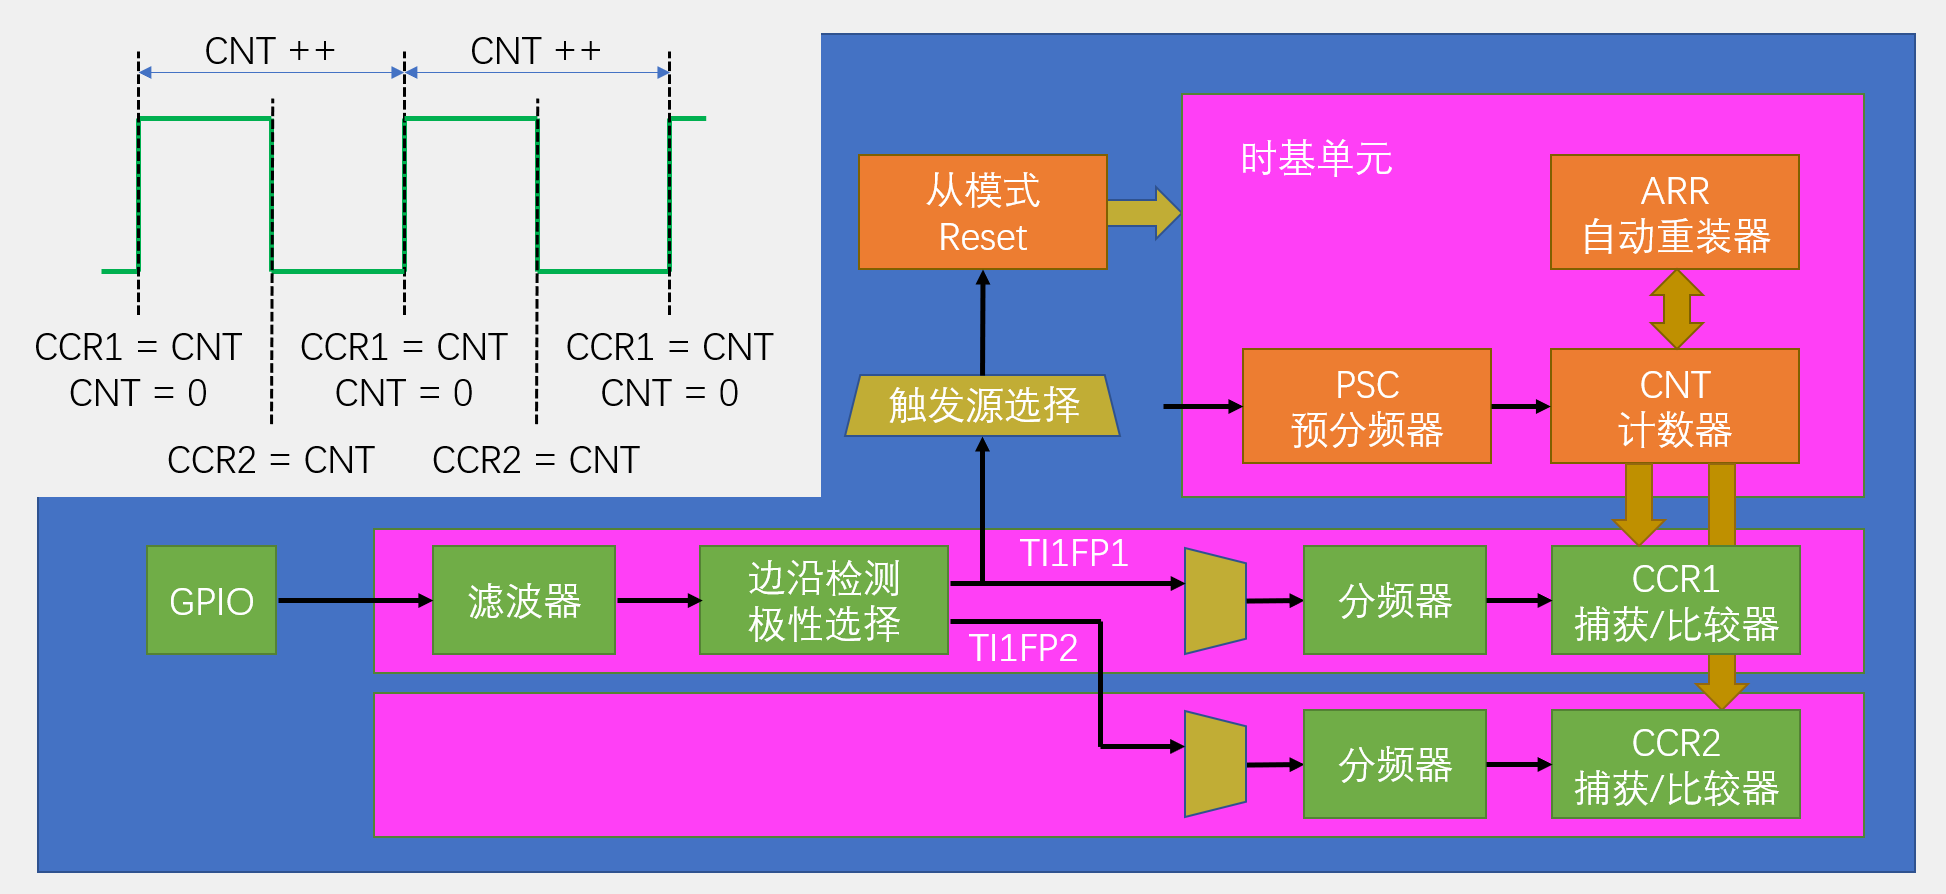 CNT ++
CNT ++
CCR1 = CNT
CNT = 0
CCR1 = CNT
CNT = 0
CCR1 = CNT
CNT = 0
CCR2 = CNT
CCR2 = CNT
时基单元
从模式
Reset
ARR
自动重装器
触发源选择
PSC
预分频器
CNT
计数器
GPIO
滤波器
边沿检测
极性选择
TI1FP1
TI1FP2
分频器
CCR1
捕获/比较器
分频器
CCR2
捕获/比较器